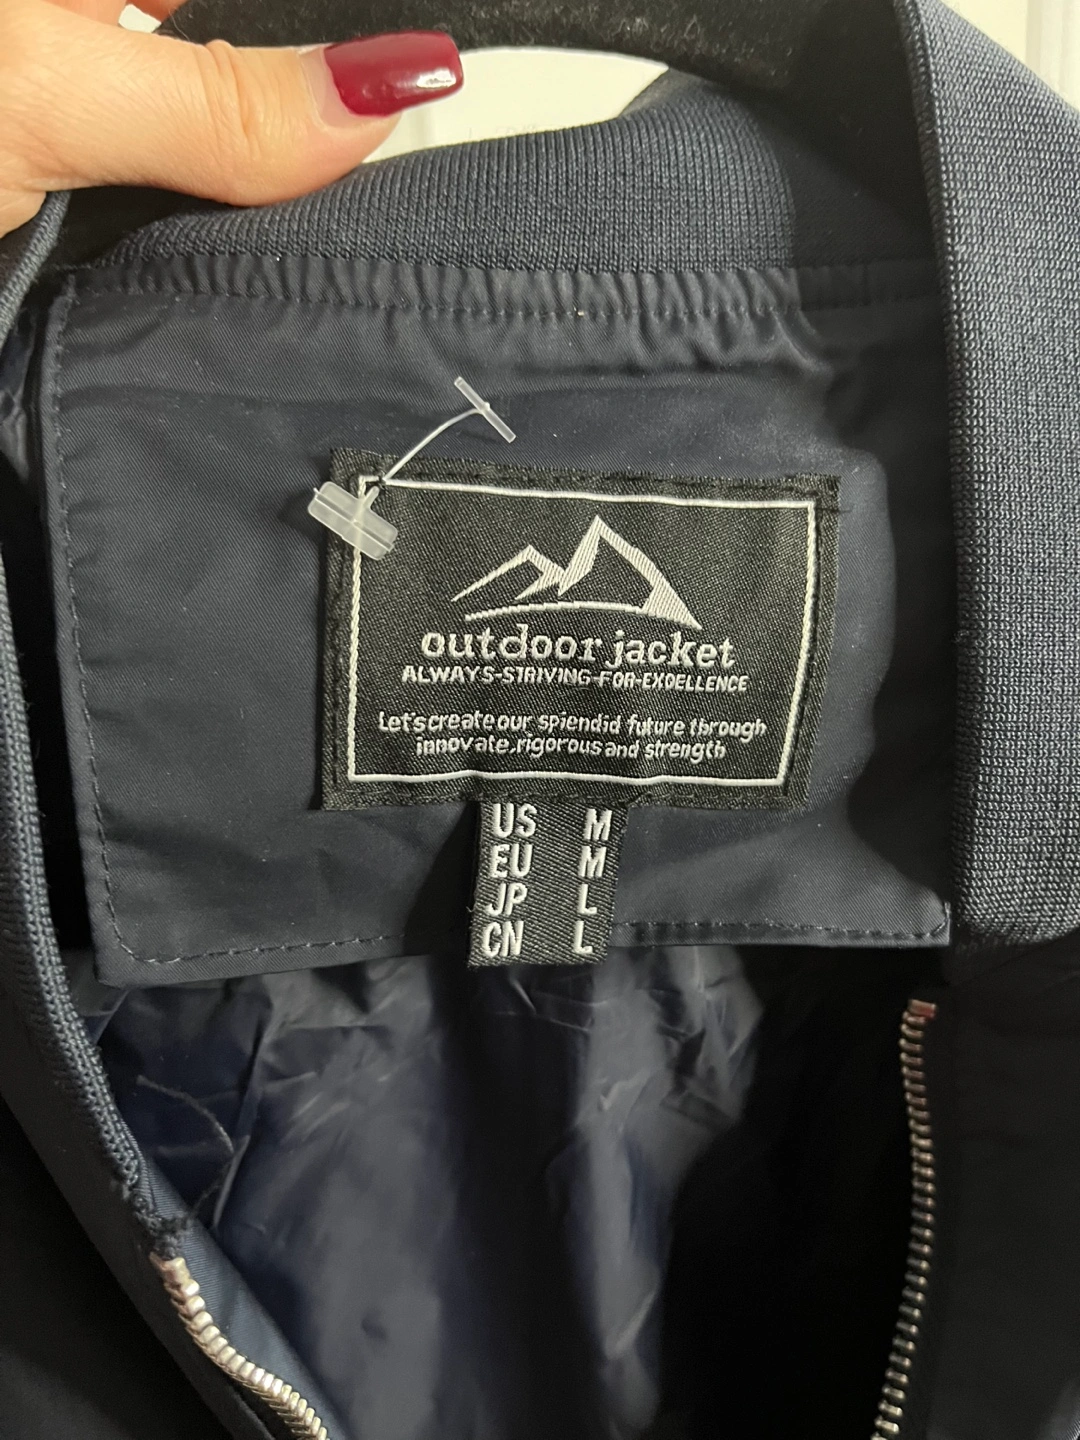 outdoor jacket
ALWAYS-STRIVING-FOR-EXDELLENCE
Let's create our spiendid future through
innovate,rigorous and strength
US M
EU M
JP L
CN L